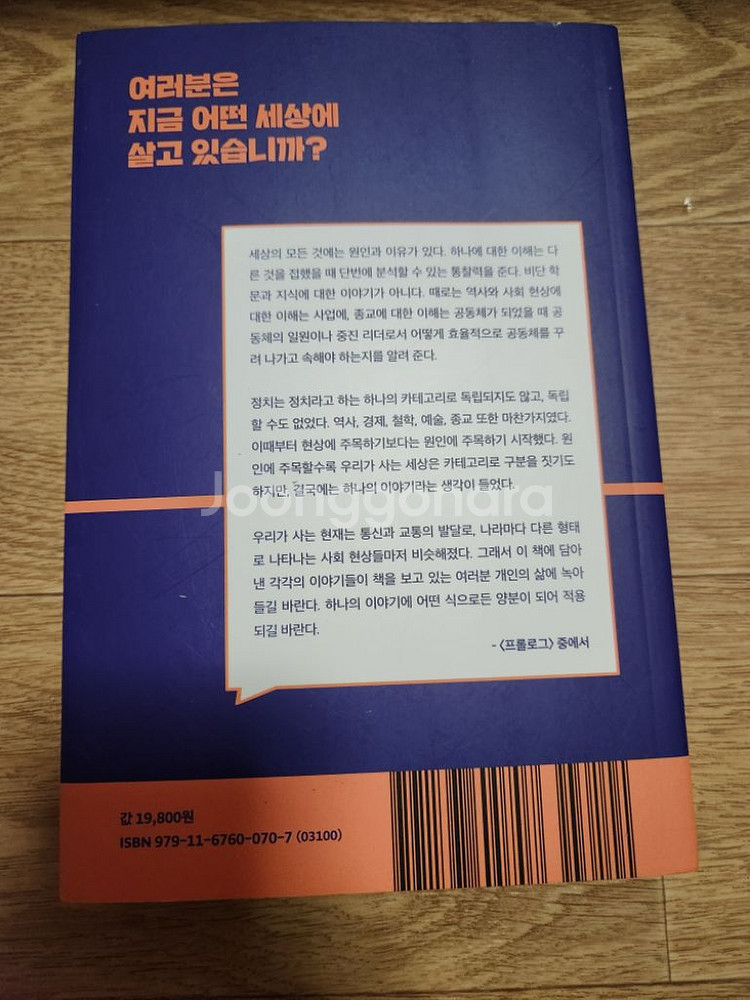 여러분은
지금 어떤 세상에
살고 있습니까?
세상의 모든 것에는 원인과 이유가 있다. 하나에 대한 이해는 다
른 것을 접했을 때 단번에 분석할 수 있는 통찰력을 준다. 비단 학
문과 지식에 대한 이야기가 아니다. 때로는 역사와 사회 현상에
대한 이해는 사업에, 종교에 대한 이해는 공동체가 되었을 때 공
동체의 일원이나 중진 리더로서 어떻게 효율적으로 공동체를 꾸
려 나가고 속해야 하는지를 알려 준다.
정치는 정치라고 하는 하나의 카테고리로 독립되지도 않고, 독립
할 수도 없었다. 역사, 경제, 철학, 예술, 종교 또한 마찬가지였다.
이때부터 현상에 주목하기보다는 원인에 주목하기 시작했다. 원
인에 주목할수록 우리가 사는 세상은 카테고리로 구분을 짓기도
하지만, 결국에는 하나의 이야기라는 생각이 들었다.
Joonggonara
우리가 사는 현재는 통신과 교통의 발달로, 나라마다 다른 형태
로 나타나는 사회 현상들마저 비슷해졌다. 그래서 이 책에 담아
낸 각각의 이야기들이 책을 보고 있는 여러분 개인의 삶에 녹아
들길 바란다. 하나의 이야기에 어떤 식으로든 양분이 되어 적용
되길 바란다.
- <프롤로그> 중에서
값 19,800원
ISBN 979-11-6760-070-7 (03100)